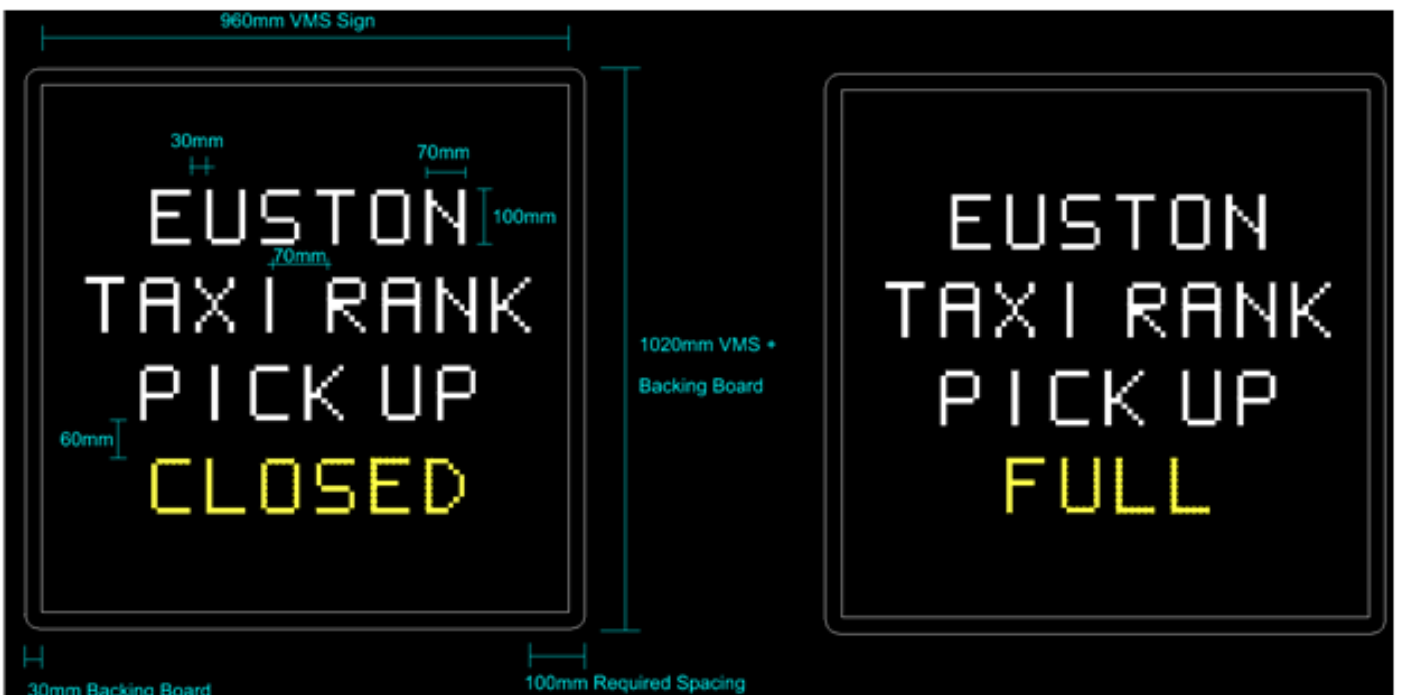 960mm VMS Sign
30mm
70mm
EUSTON
100mm
70mm
TAXI RANK
PICK UP
60mm
CLOSED
1020mm VMS +
Backing Board
30mm Backing Board
100mm Required Spacing
EUSTON
TAXI RANK
PICK UP
FULL